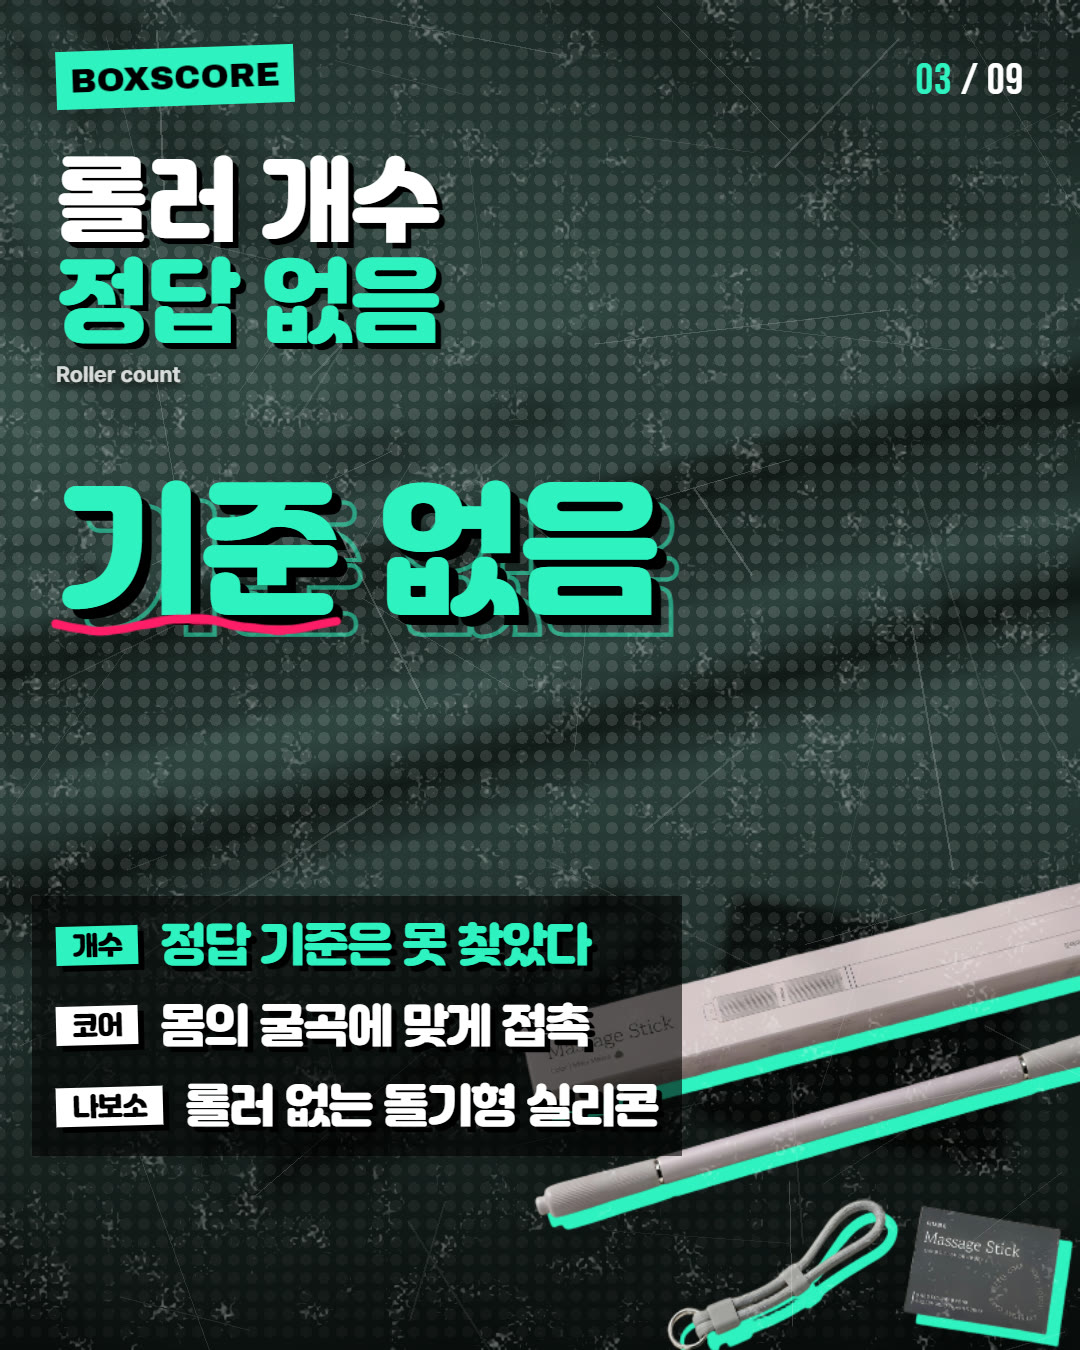 BOXSCORE
03 / 09
롤러 개수
정답 없음
Roller count
기준 없음
개수 정답 기준은 못 찾았다
코어 몸의 굴곡에 맞게 접촉
나보소 롤러 없는 돌기형 실리콘
Massage Stick
Massage Stick